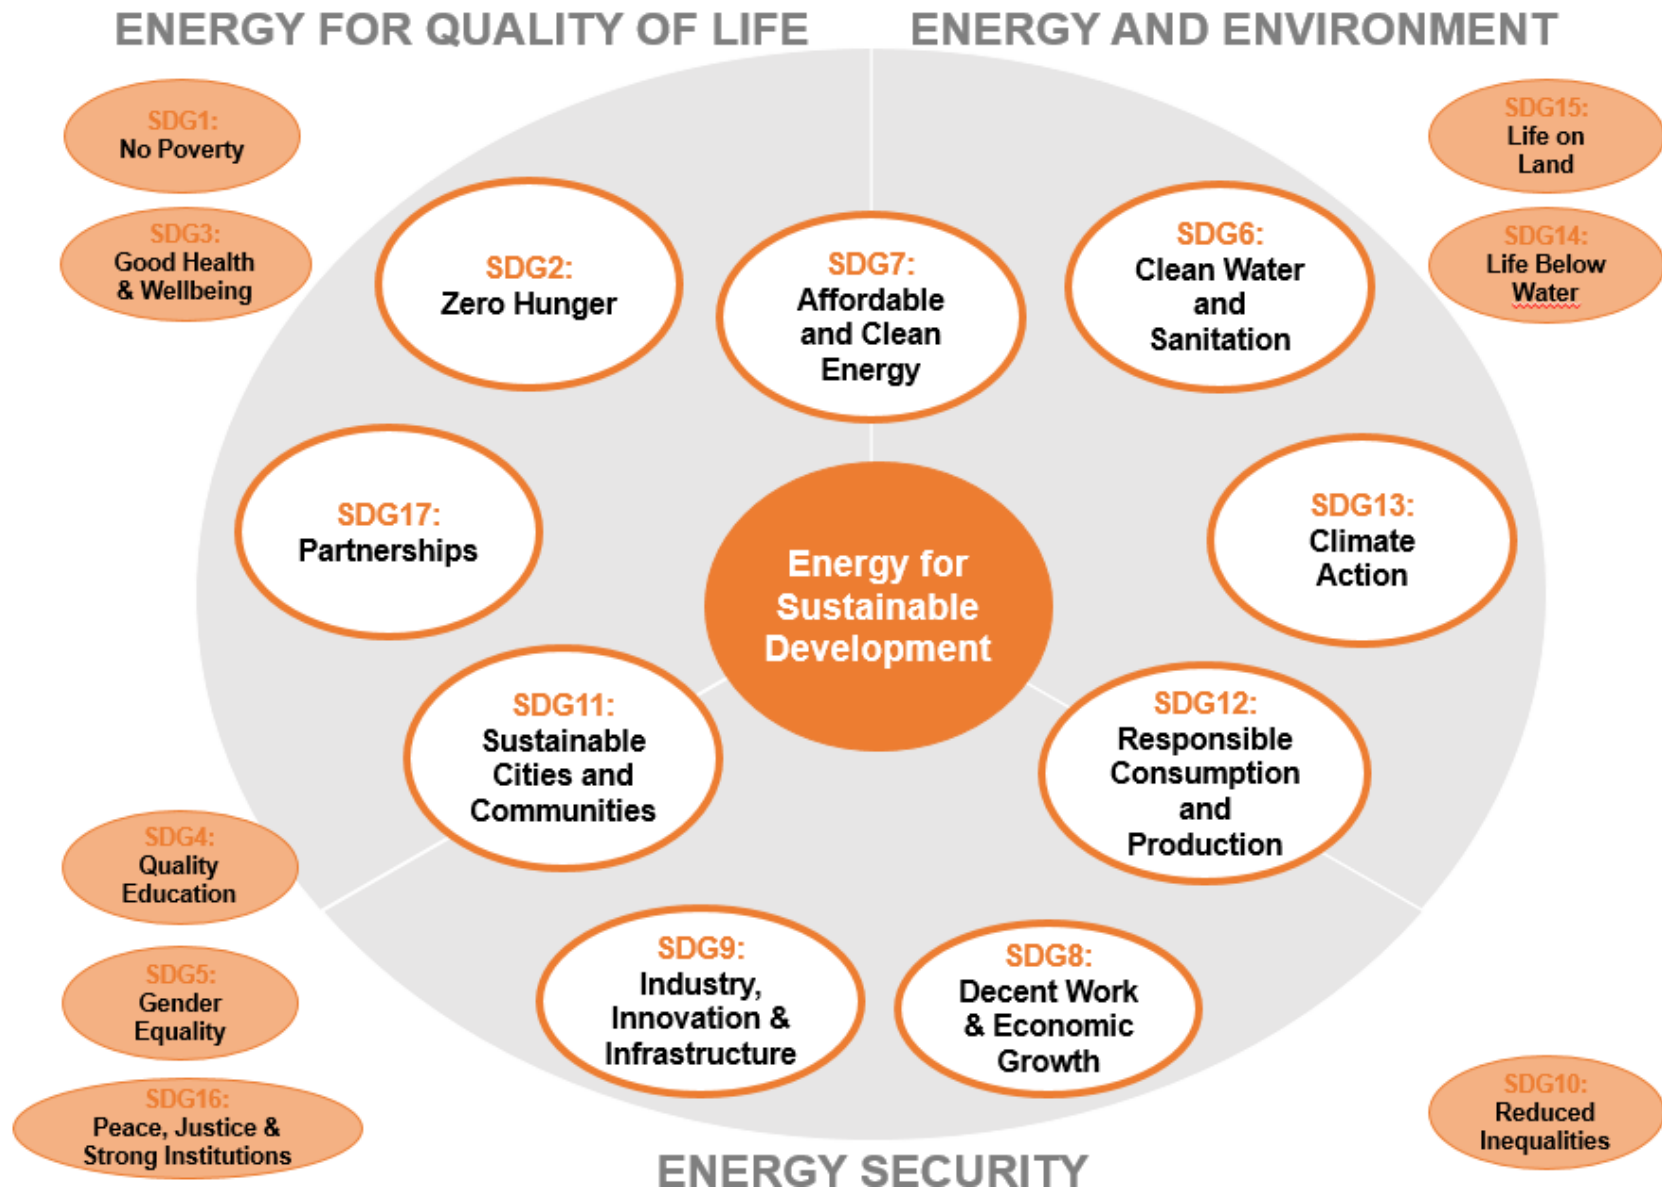 ENERGY FOR QUALITY OF LIFE
ENERGY AND ENVIRONMENT
SDG1:
No Poverty
SDG3:
Good Health
& Wellbeing
SDG15:
Life on
Land
SDG14:
Life Below
Water
SDG2:
Zero Hunger
SDG7:
Affordable
and Clean
Energy
SDG6:
Clean Water
and
Sanitation
SDG17:
Partnerships
Energy for
Sustainable
Development
SDG13:
Climate
Action
SDG11:
Sustainable
Cities and
Communities
SDG12:
Responsible
Consumption
and
Production
SDG4:
Quality
Education
SDG5:
Gender
Equality
SDG16:
Peace, Justice &
Strong Institutions
SDG9:
Industry,
Innovation &
Infrastructure
SDG8:
Decent Work
& Economic
Growth
SDG10:
Reduced
Inequalities
ENERGY SECURITY